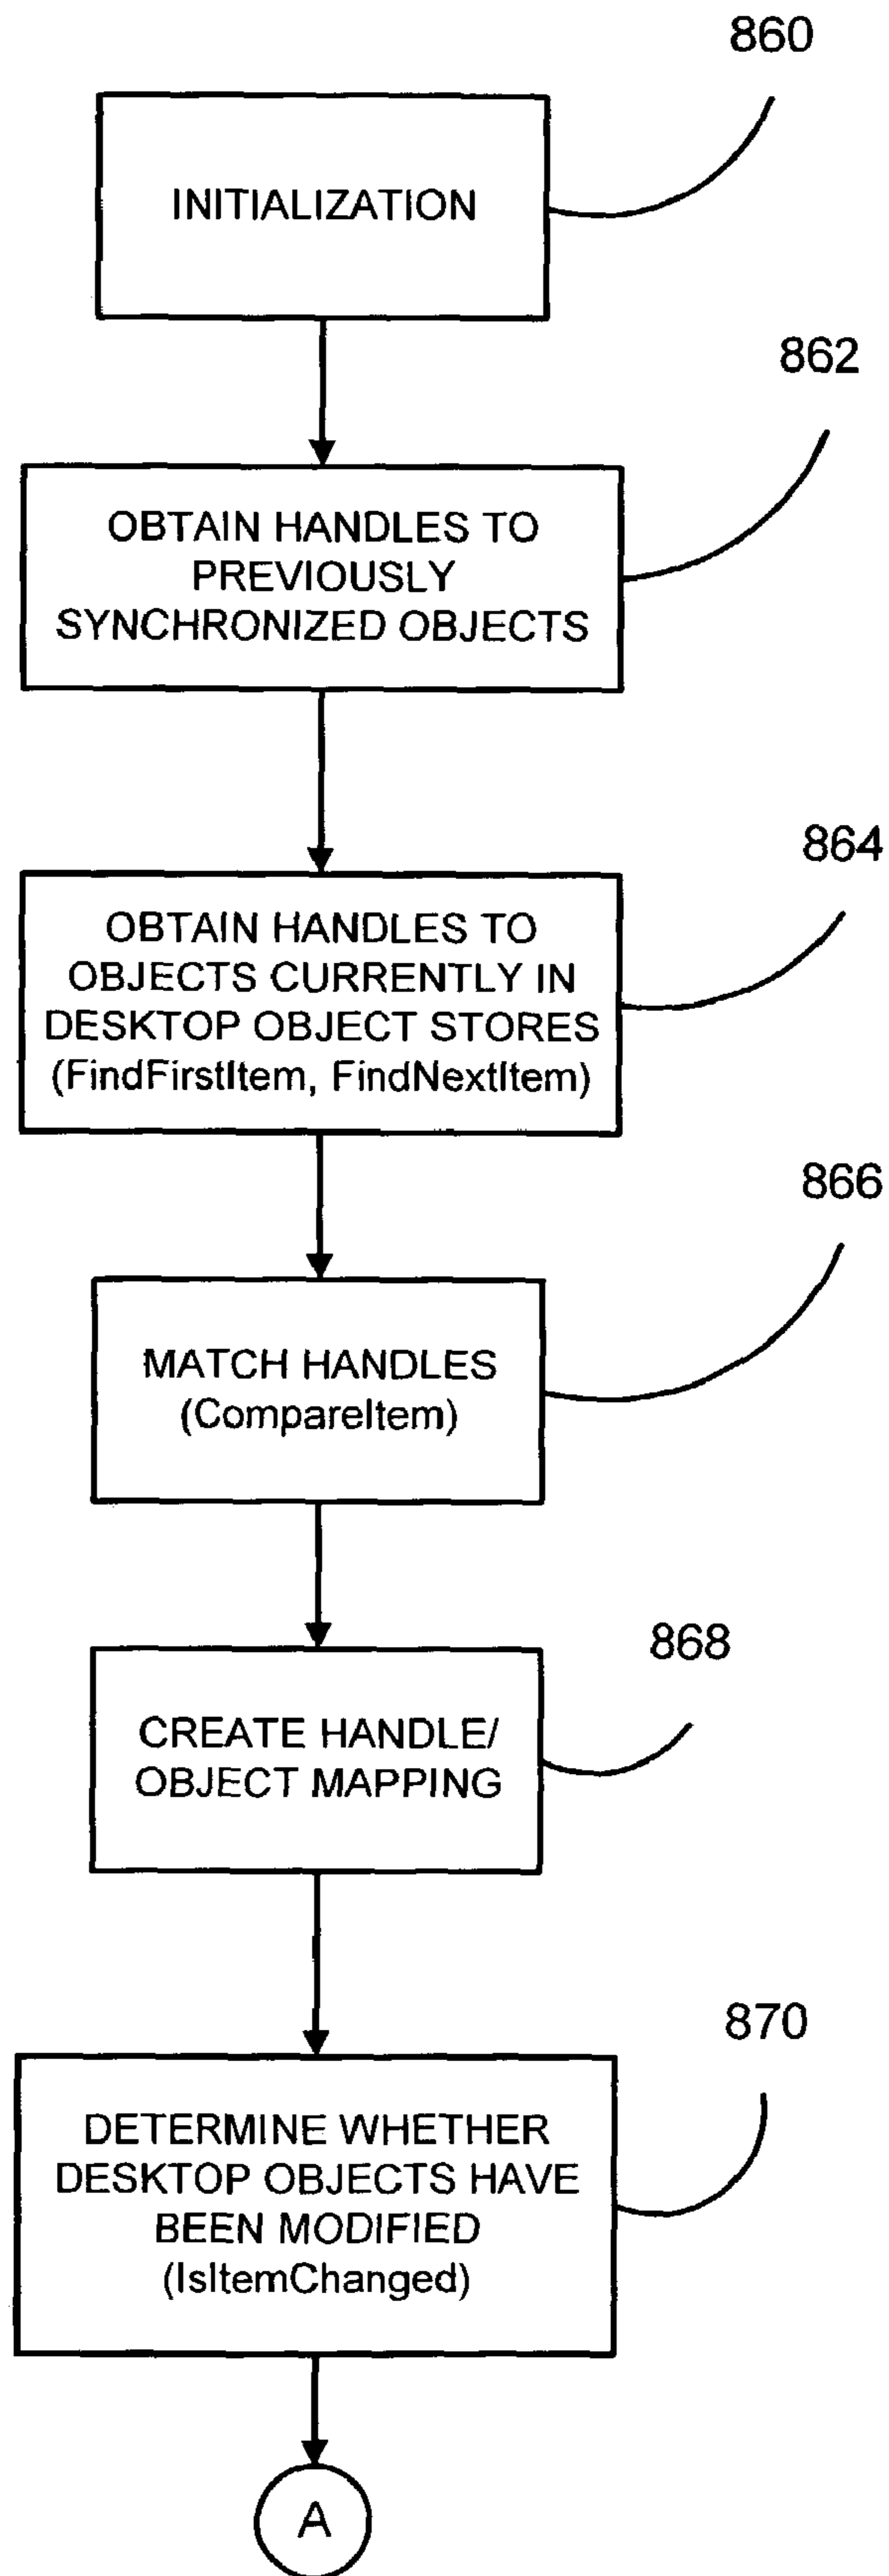 860
INITIALIZATION
862
OBTAIN HANDLES TO
PREVIOUSLY
SYNCHRONIZED OBJECTS
864
OBTAIN HANDLES TO
OBJECTS CURRENTLY IN
DESKTOP OBJECT STORES
(FindFirstItem, FindNextItem)
866
MATCH HANDLES
(CompareItem)
868
CREATE HANDLE/
OBJECT MAPPING
870
DETERMINE WHETHER
DESKTOP OBJECTS HAVE
BEEN MODIFIED
(IsItemChanged)
A